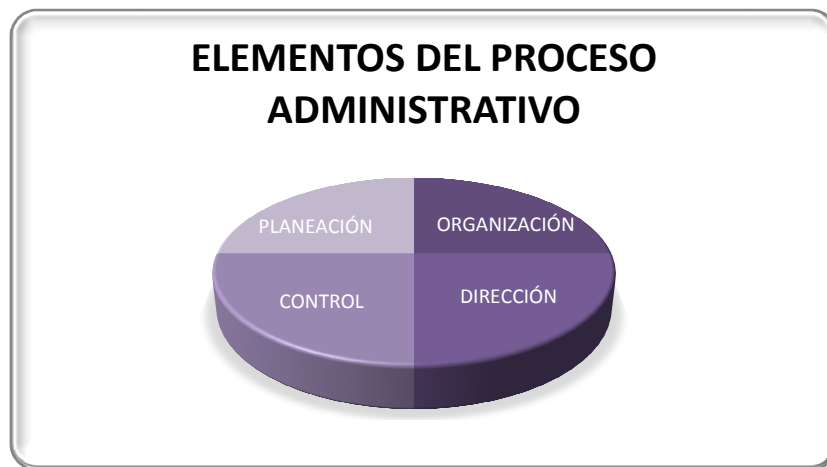 ELEMENTOS DEL PROCESO
ADMINISTRATIVO
PLANEACIÓN
ORGANIZACIÓN
CONTROL
DIRECCIÓN